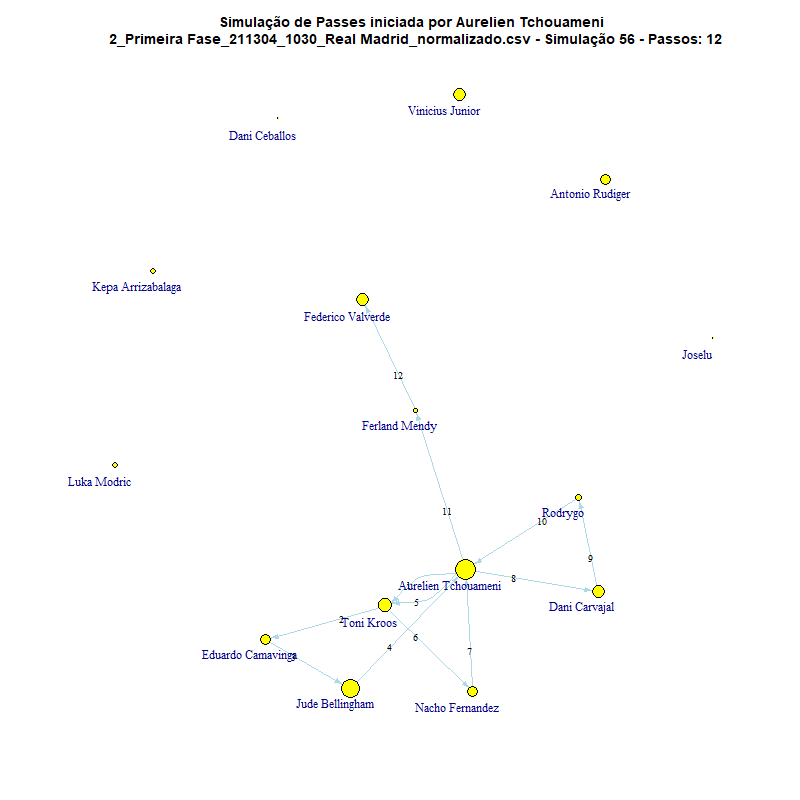 Simulação de Passes iniciada por Aurelien Tchouameni
2_Primeira Fase_211304_1030_Real Madrid_normalizado.csv - Simulação 56 - Passos: 12
Vinicius Junior
Dani Ceballos
Antonio Rudiger
Kepa Arrizabalaga
Federico Valverde
Joselu
12
Ferland Mendy
Luka Modric
11
Rodrygo
10
9
8
Aurelien Tchouameni
5
Dani Carvajal
2
Toni Kroos
6
4
7
Eduardo Camavinga
3
Jude Bellingham
Nacho Fernandez